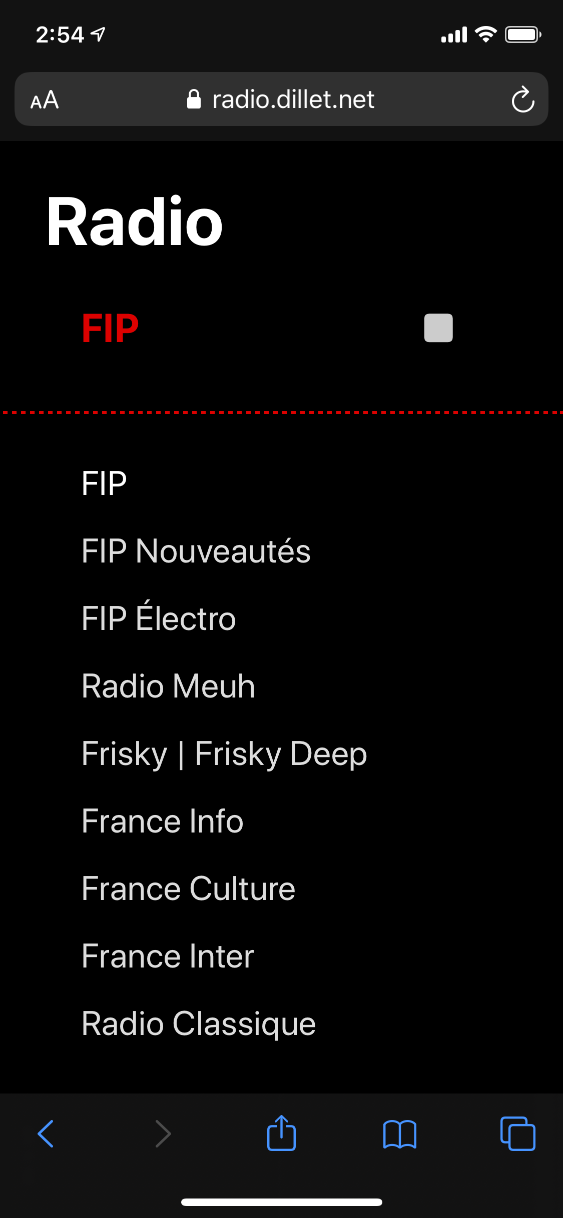 2:54
AA
radio.dillet.net
Radio
FIP
FIP
FIP Nouveautés
FIP Électro
Radio Meuh
Frisky | Frisky Deep
France Info
France Culture
France Inter
Radio Classique